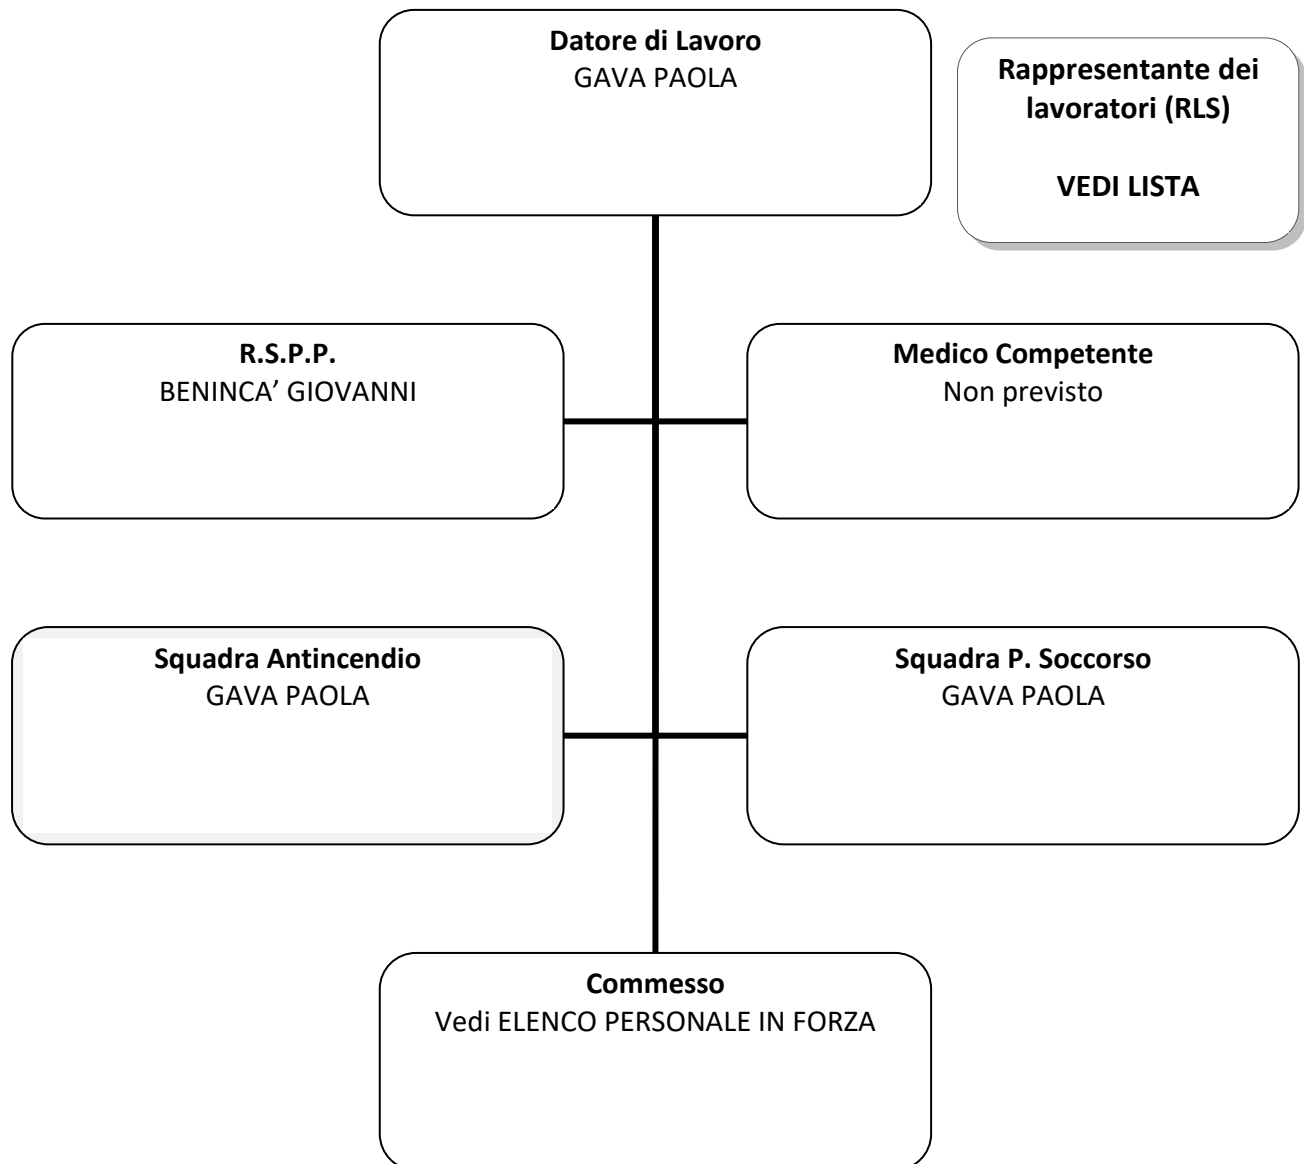 Datore di Lavoro
GAVA PAOLA
Rappresentante dei
lavoratori (RLS)
VEDI LISTA
R.S.P.P.
BENINCA’ GIOVANNI
Medico Competente
Non previsto
Squadra Antincendio
GAVA PAOLA
Squadra P. Soccorso
GAVA PAOLA
Commesso
Vedi ELENCO PERSONALE IN FORZA